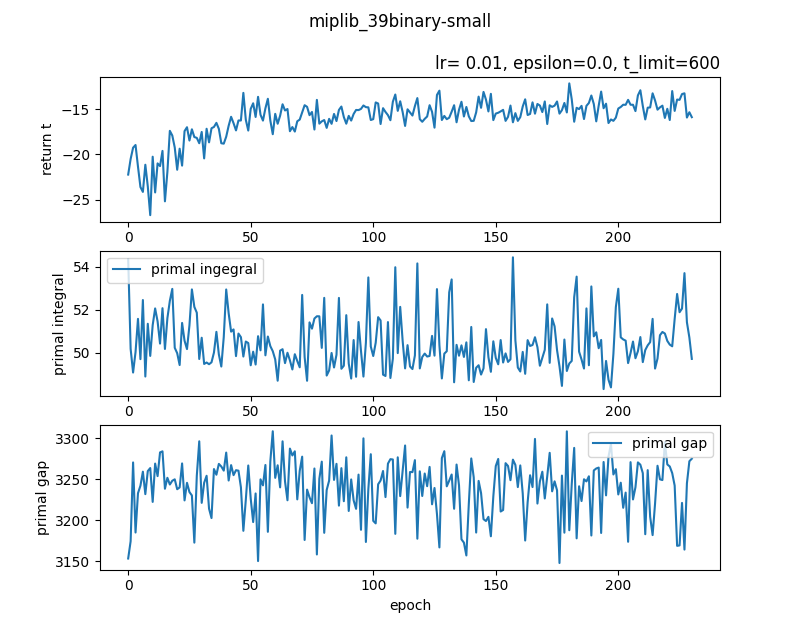 miplib_39binary-small
lr= 0.01, epsilon=0.0, t_limit=600
return t
−15
−20
−25
0 50 100 150 200
primal integral
54
52
50
primal ingegral
0 50 100 150 200
primal gap
3300
3250
3200
3150
primal gap
0 50 100 150 200
epoch